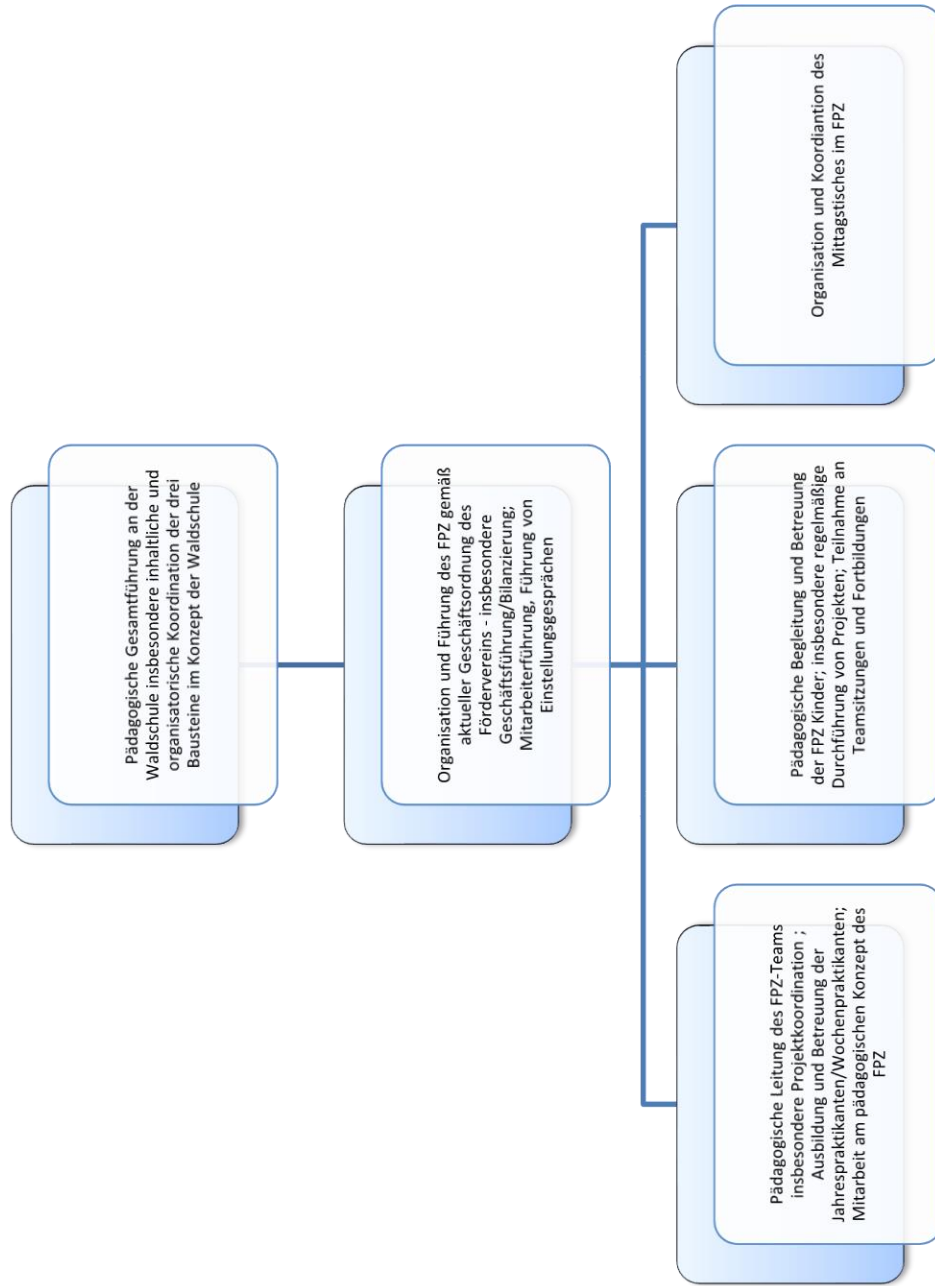 Pädagogische Gesamtführung an der
Waldschule insbesondere inhaltliche und
organisatorische Koordination der drei
Bausteine im Konzept der Waldschule
Organisation und Führung des FPZ gemäß
aktueller Geschäftsordnung des
Fördervereins - insbesondere
Geschäftsführung/Bilanzierung;
Mitarbeiterführung, Führung von
Einstellungsgesprächen
Pädagogische Leitung des FPZ-Teams
insbesondere Projektkoordination ;
Ausbildung und Betreuung der
Jahrespraktikanten/Wochenpraktikanten;
Mitarbeit am pädagogischen Konzept des
FPZ
Pädagogische Begleitung und Betreuung
der FPZ Kinder; insbesondere regelmäßige
Durchführung von Projekten; Teilnahme an
Teamsitzungen und Fortbildungen
Organisation und Koordiantion des
Mittagstisches im FPZ